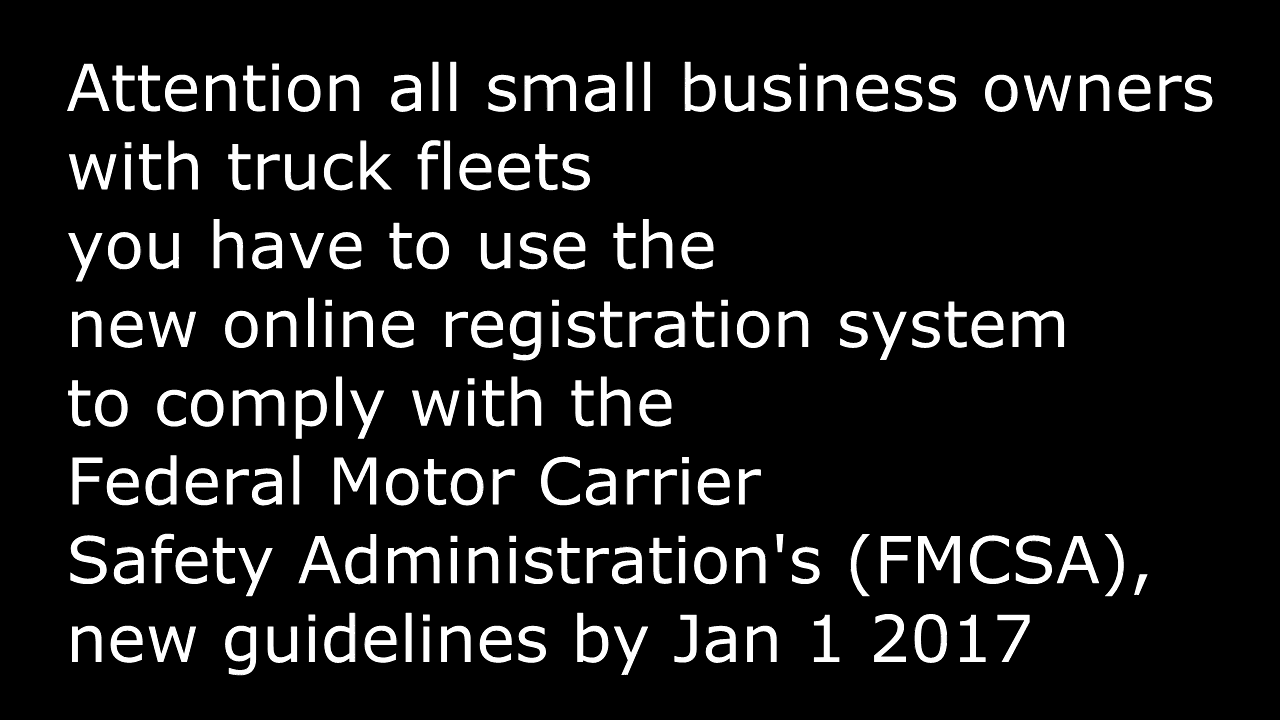 Attention all small business owners
with truck fleets
you have to use the
new online registration system
to comply with the
Federal Motor Carrier
Safety Administration's (FMCSA),
new guidelines by Jan 1 2017